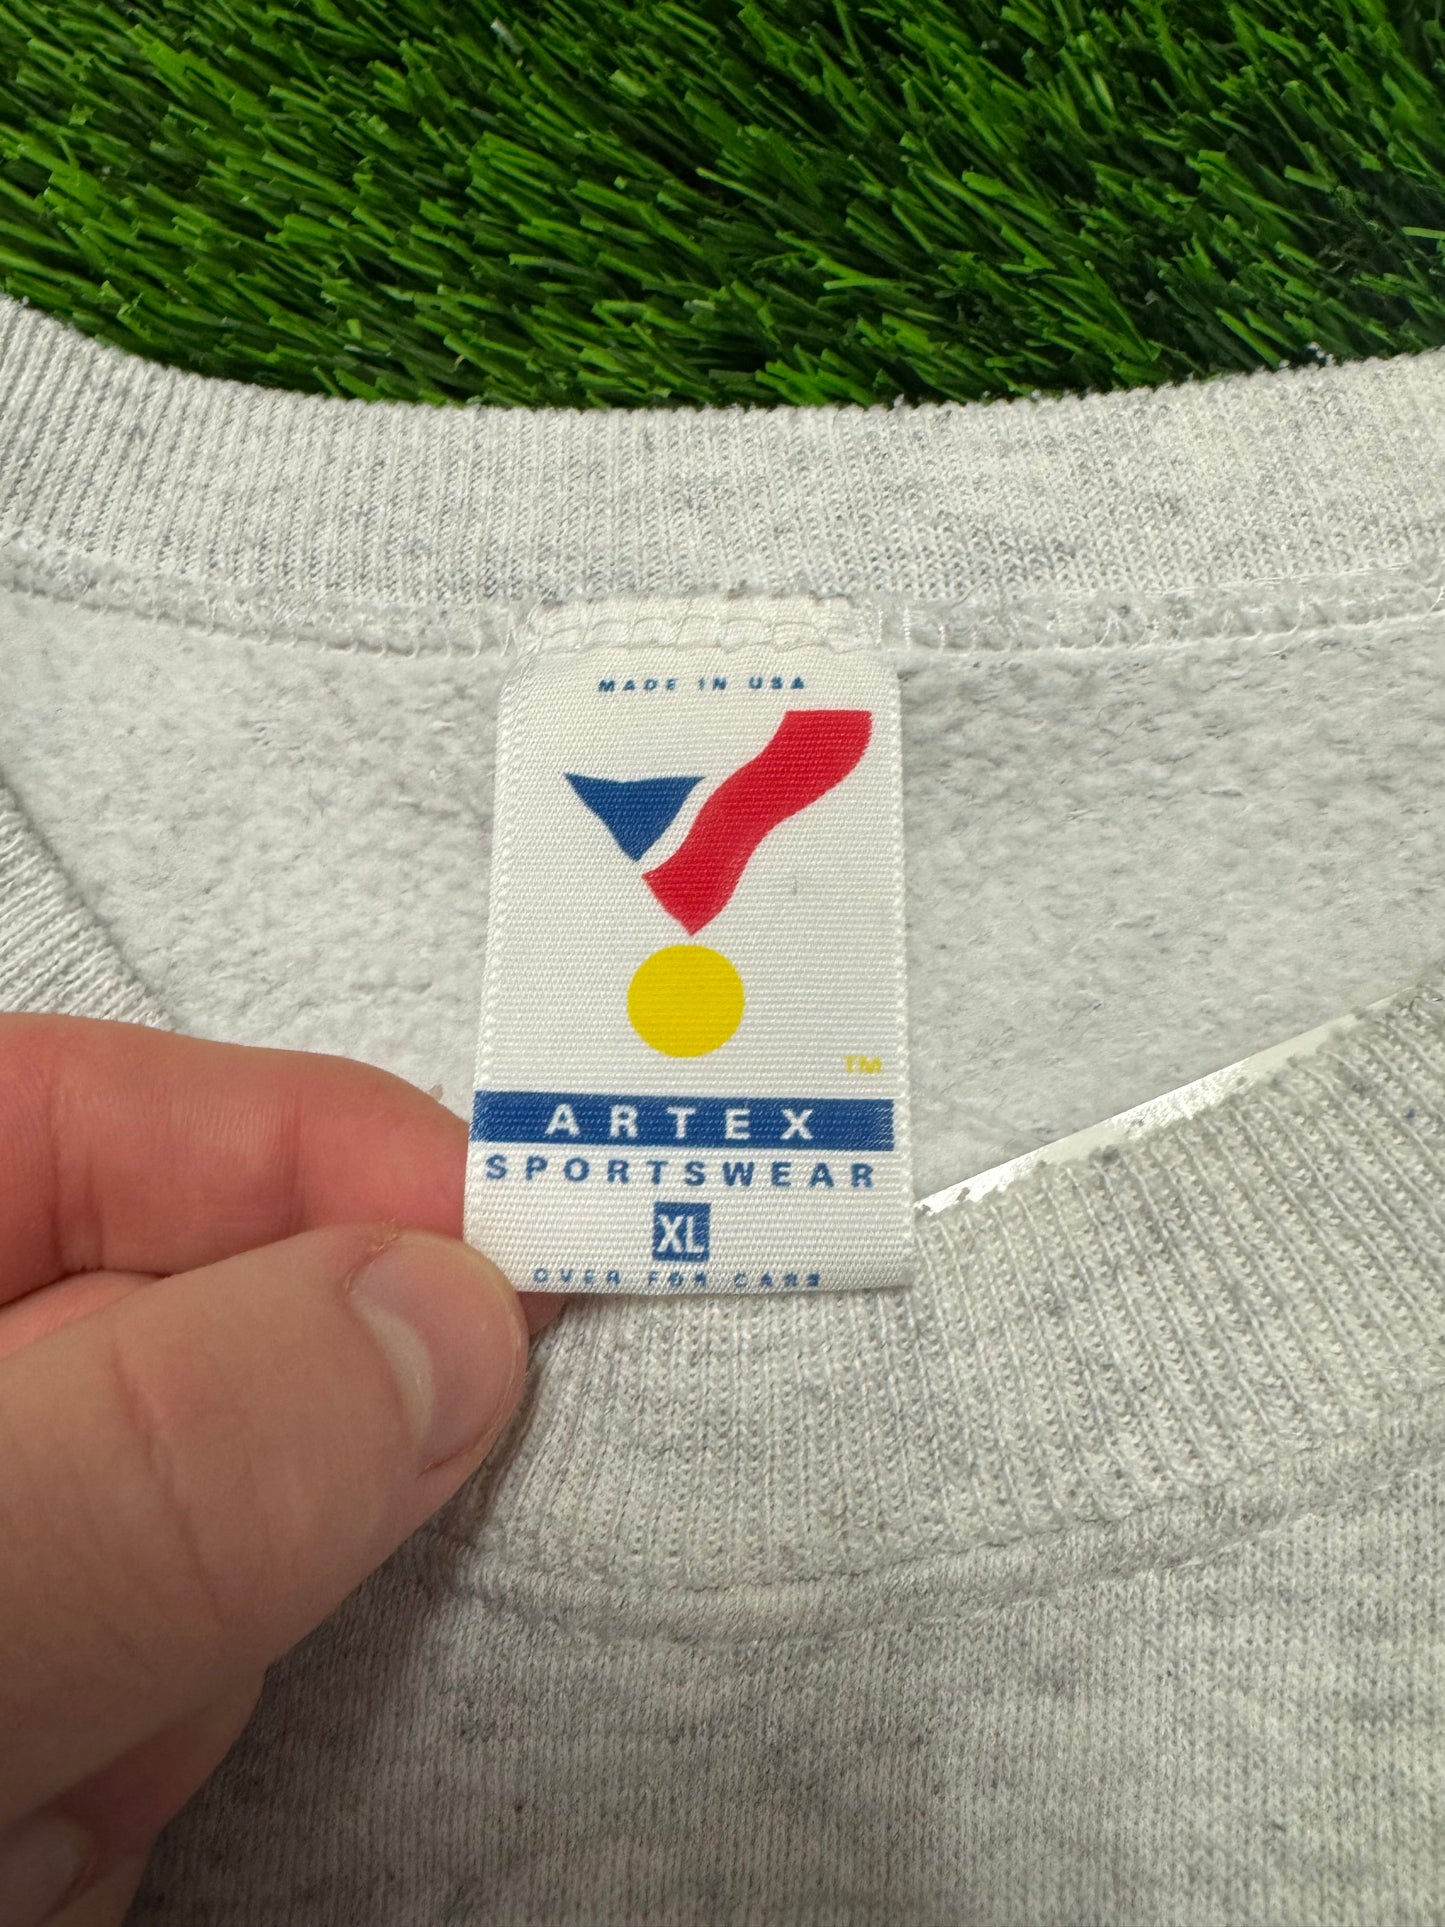 MADE IN USA
TM
ARTEX
SPORTSWEAR
XL
OVER FOR CARE